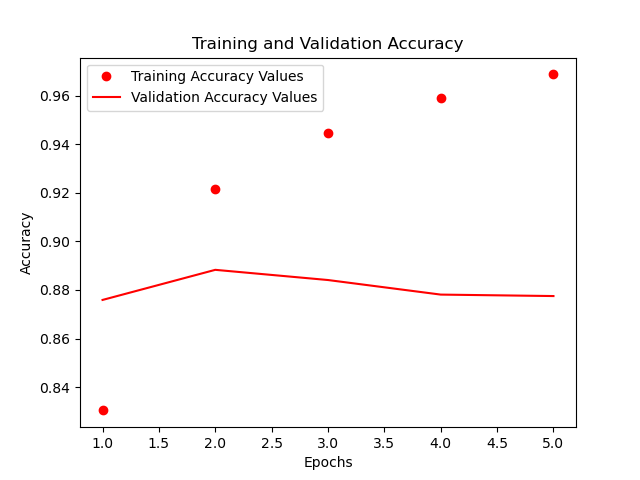 Training and Validation Accuracy
Training Accuracy Values
Validation Accuracy Values
0.96
0.94
0.92
0.90
0.88
0.86
0.84
Accuracy
1.0 1.5 2.0 2.5 3.0 3.5 4.0 4.5 5.0
Epochs